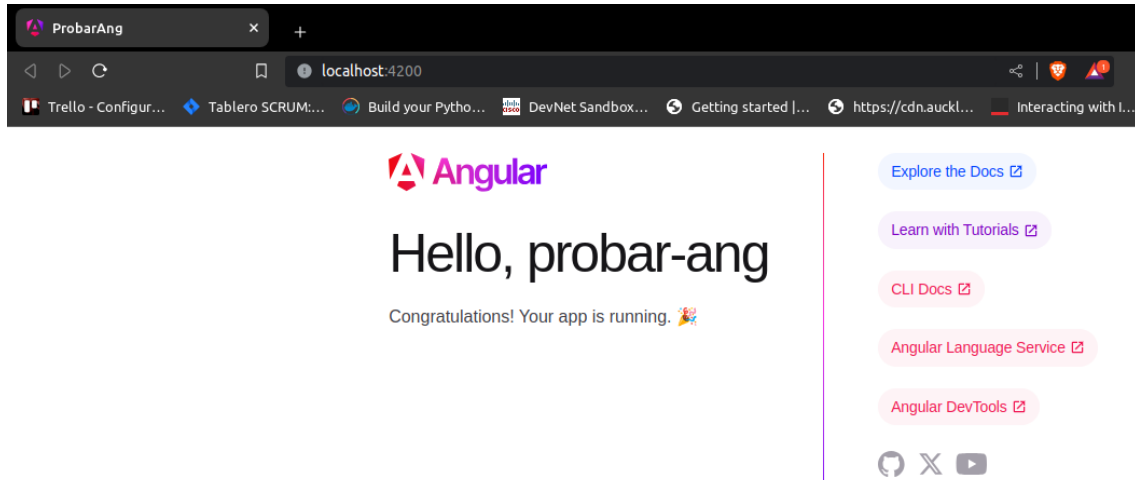 ProbarAng
localhost:4200
Trello - Configur... Tablero SCRUM:... Build your Pytho... DevNet Sandbox... Getting started |... https://cdn.auckl... Interacting with I...
Angular
Hello, probar-ang
Congratulations! Your app is running. 🎉
Explore the Docs
Learn with Tutorials
CLI Docs
Angular Language Service
Angular DevTools